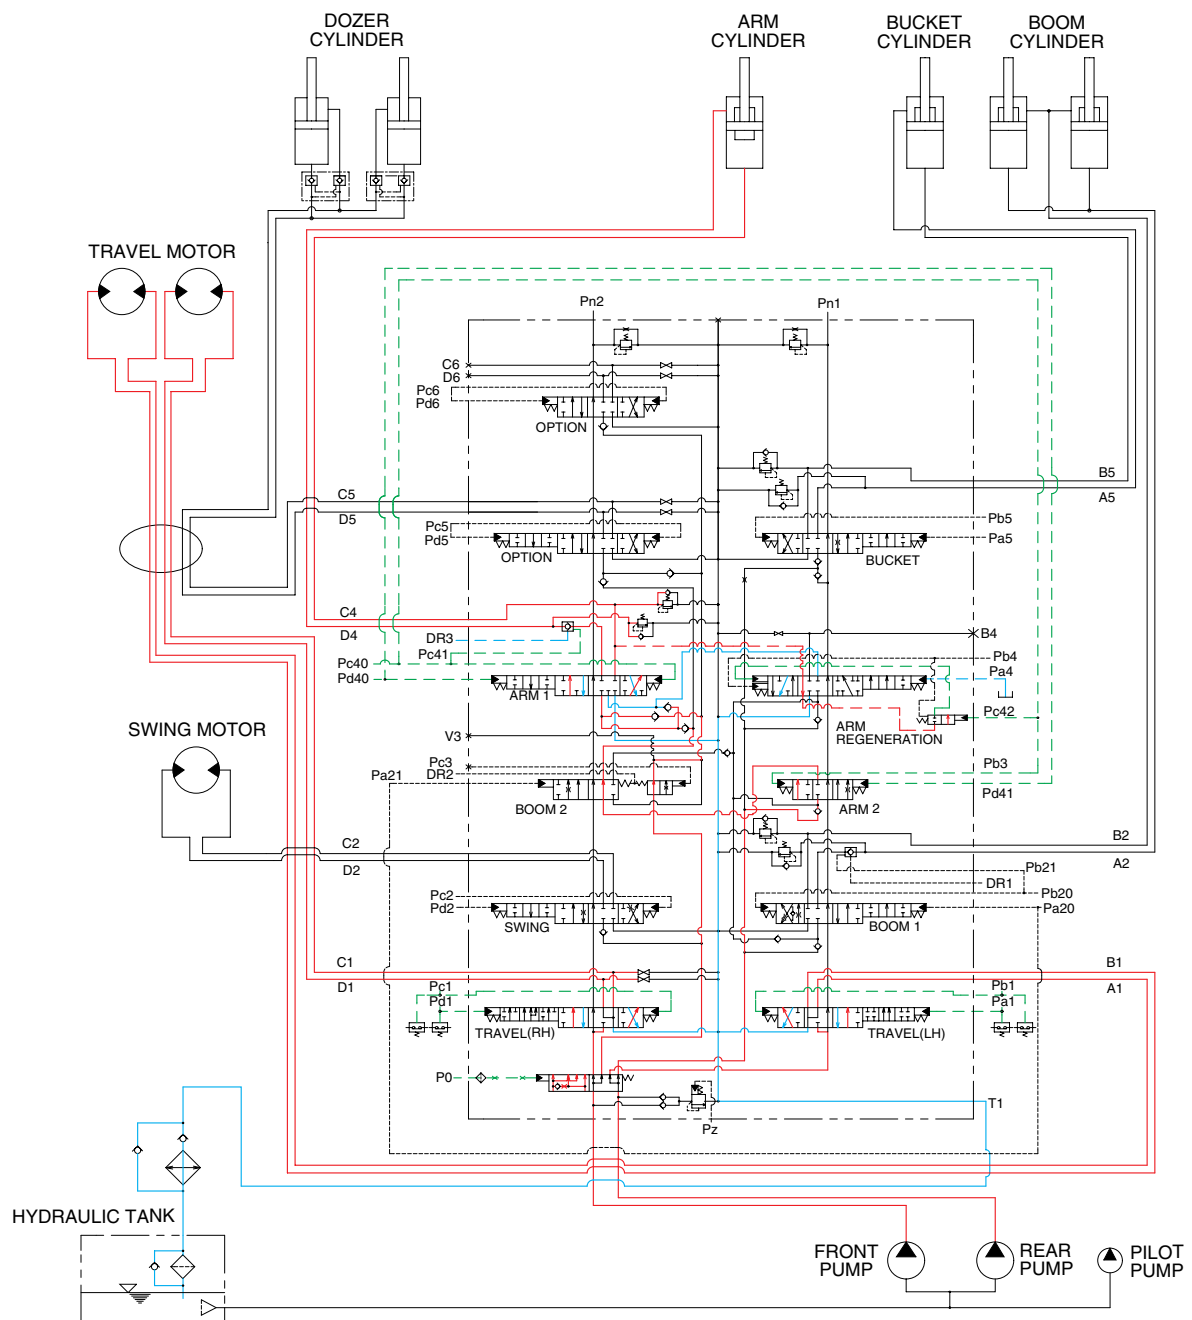 DOZER
CYLINDER
ARM
CYLINDER
BUCKET
CYLINDER
BOOM
CYLINDER
TRAVEL MOTOR
Pn2
Pn1
C6
D6
Pc6
Pd6
OPTION
C5
D5
B5
A5
Pc5
Pd5
OPTION
Pb5
Pa5
BUCKET
C4
D4
DR3
Pc41
Pc40
Pd40
B4
Pb4
Pa4
ARM 1
Pc42
ARM
REGENERATION
SWING MOTOR
V3
Pc3
DR2
Pa21
Pb3
Pd41
BOOM 2
ARM 2
C2
D2
B2
A2
Pb21
DR1
Pc2
Pd2
Pb20
Pa20
SWING
BOOM 1
C1
D1
B1
A1
Pc1
Pd1
Pb1
Pa1
TRAVEL(RH)
TRAVEL(LH)
P0
T1
Pz
HYDRAULIC TANK
FRONT
PUMP
REAR
PUMP
PILOT
PUMP